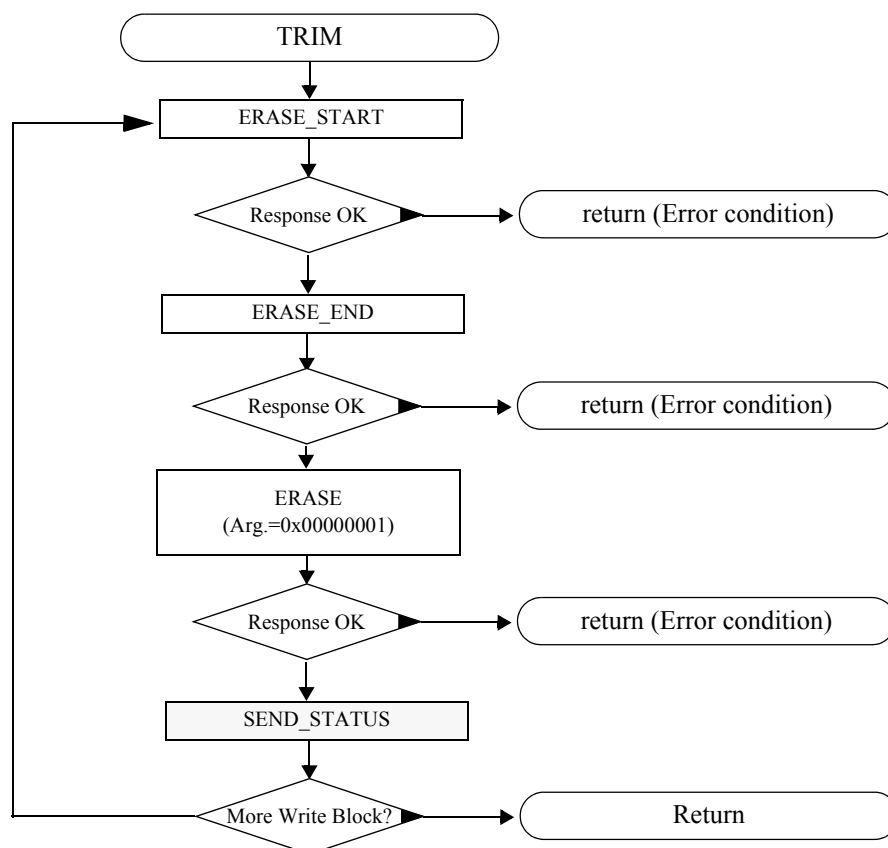 TRIM
ERASE_START
Response OK
return (Error condition)
ERASE_END
Response OK
return (Error condition)
ERASE
(Arg.=0x00000001)
Response OK
return (Error condition)
SEND_STATUS
More Write Block?
Return